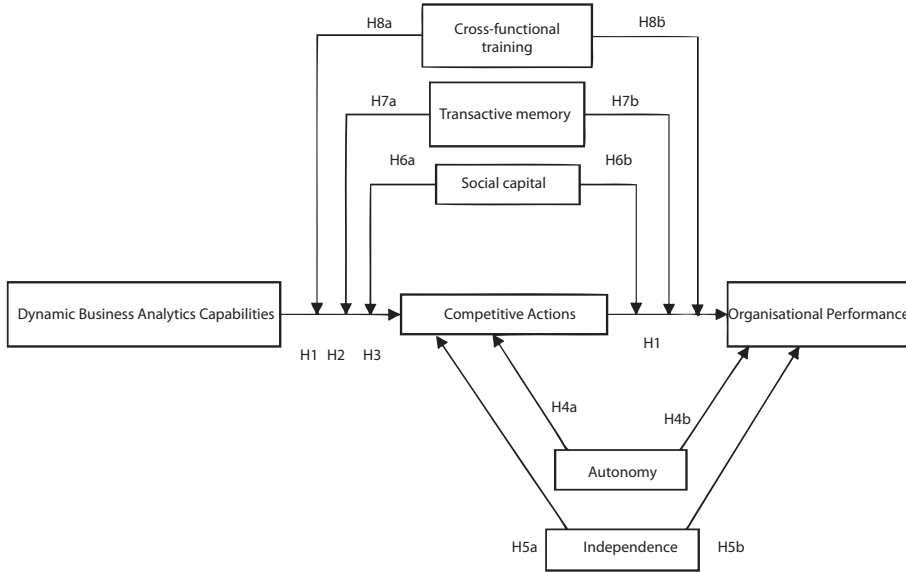 H8a
Cross-functional
training
H8b
H7a
Transactive memory
H7b
H6a
Social capital
H6b
Dynamic Business Analytics Capabilities
Competitive Actions
Organisational Performance
H1 H2 H3
H1
H4a
H4b
Autonomy
H5a
Independence
H5b